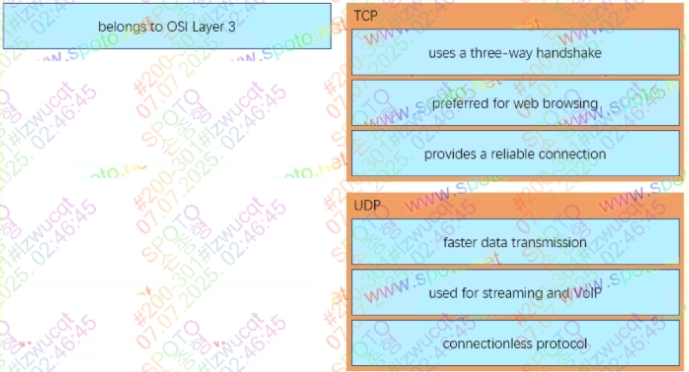 belongs to OSI Layer 3
TCP
uses a three-way handshake
preferred for web browsing
provides a reliable connection
UDP
faster data transmission
used for streaming and VoIP
connectionless protocol
www.spoto.net
SPOTO
#200-301#lzwucqt
07.07.2025. 02:46:45